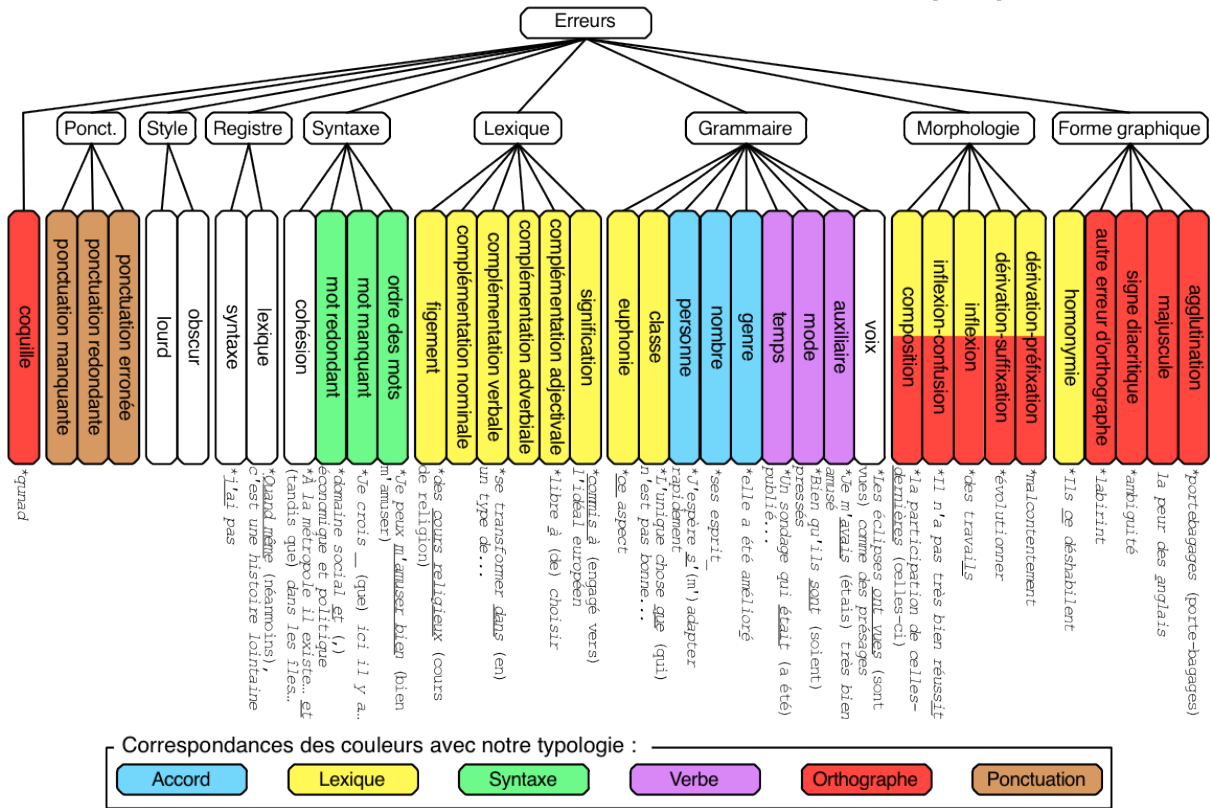 Erreurs
Ponct.
Style
Registre
Syntaxe
Lexique
Grammaire
Morphologie
Forme graphique
coquille
ponctuation manquante
ponctuation redondante
ponctuation erronée
lourd
obscur
syntaxe
lexique
cohésion
mot redondant
mot manquant
ordre des mots
figement
complémentation nominale
complémentation verbale
complémentation adverbiale
complémentation adjectivale
signification
euphonie
classe
personne
nombre
genre
temps
mode
auxiliaire
voix
composition
inflexion-confusion
inflexion
dérivation-suffixation
dérivation-préfixation
homonymie
autre erreur d'orthographe
signe diacritique
majuscule
agglutination
*qunad
*j'ai pas
*Quand même (néanmoins),
c'est une histoire lointaine
*À la métropole il existe… et
(tandis que) dans les îles…
*domaine social et (,)
économique et politique
*Je crois __ (que) ici il y a…
*Je peux m'amuser bien (bien
m'amuser)
*des cours religieux (cours
de religion)
*se transformer dans (en)
un type de...
*libre à (de) choisir
*commis à (engagé vers)
l'idéal européen
*ce aspect
*L'unique chose que (qui)
n'est pas bonne...
*J'espère s'(m')adapter
rapidement
*ses esprit_
*elle a été amélioré
*Un sondage qui était (a été)
publié...
*Bien qu'ils sont (soient)
pressés
*Je m'avais (étais) très bien
amusé
*Les éclipses ont vues (sont
vues) comme des présages
*la participation de celles-
dernières (celles-ci)
*Il n'a pas très bien réussit
*des travails
*évolutionner
*malcontentement
*Ils ce déshabilent
*labirint
*ambiguité
la peur des anglais
*portebagages (porte-bagages)
Correspondances des couleurs avec notre typologie :
Accord
Lexique
Syntaxe
Verbe
Orthographe
Ponctuation